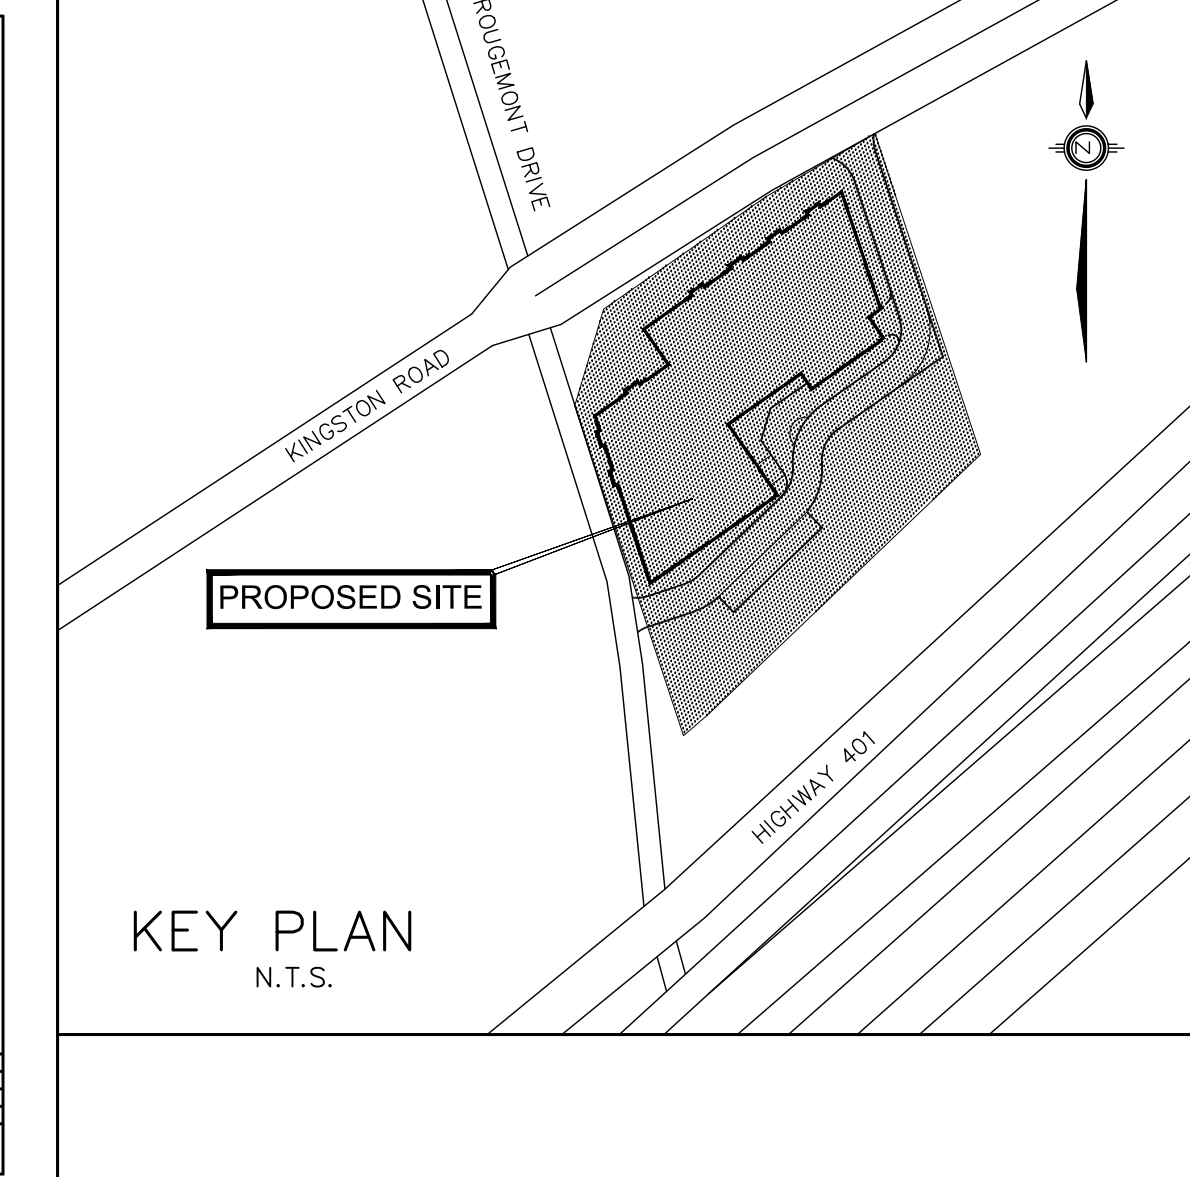 ROUGEMONT DRIVE
N
KINGSTON ROAD
PROPOSED SITE
HIGHWAY 401
KEY PLAN
N.T.S.